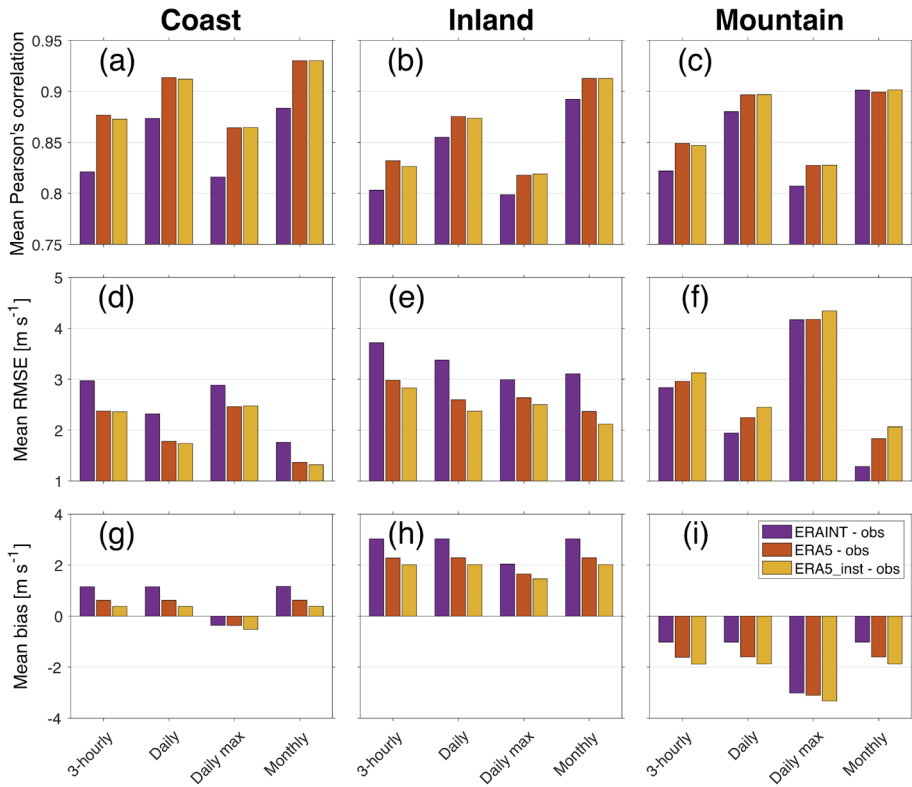 Coast Inland Mountain
Mean Pearson's correlation
0.95
0.9
0.85
0.8
0.75
(a) (b) (c)
Mean RMSE [m s⁻¹]
5
4
3
2
1
(d) (e) (f)
Mean bias [m s⁻¹]
4
2
0
-2
-4
(g) (h) (i)
ERAINT - obs
ERA5 - obs
ERA5_inst - obs
3-hourly Daily Daily max Monthly
3-hourly Daily Daily max Monthly
3-hourly Daily Daily max Monthly